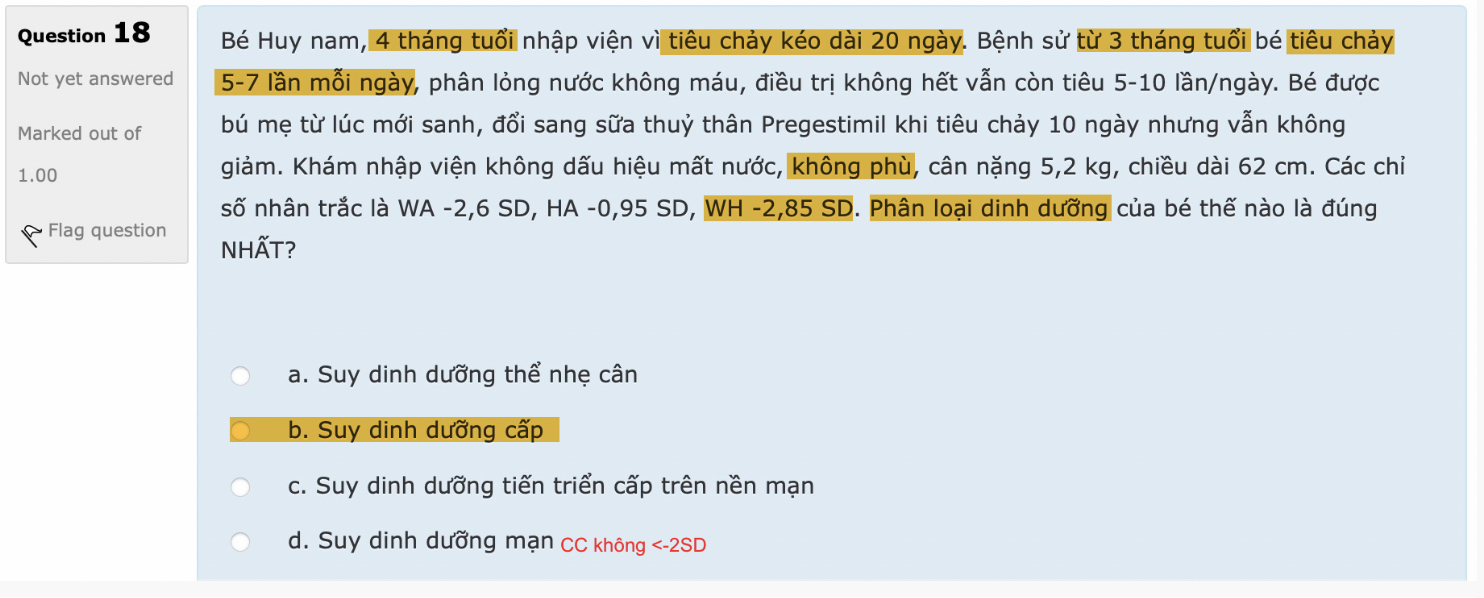 Question 18
Not yet answered
Marked out of
1.00
Flag question
Bé Huy nam, 4 tháng tuổi nhập viện vì tiêu chảy kéo dài 20 ngày. Bệnh sử từ 3 tháng tuổi bé tiêu chảy
5-7 lần mỗi ngày, phân lỏng nước không máu, điều trị không hết vẫn còn tiêu 5-10 lần/ngày. Bé được
bú mẹ từ lúc mới sanh, đổi sang sữa thuỷ thân Pregestimil khi tiêu chảy 10 ngày nhưng vẫn không
giảm. Khám nhập viện không dấu hiệu mất nước, không phù, cân nặng 5,2 kg, chiều dài 62 cm. Các chỉ
số nhân trắc là WA -2,6 SD, HA -0,95 SD, WH -2,85 SD. Phân loại dinh dưỡng của bé thế nào là đúng
NHẤT?
a. Suy dinh dưỡng thể nhẹ cân
b. Suy dinh dưỡng cấp
c. Suy dinh dưỡng tiến triển cấp trên nền mạn
d. Suy dinh dưỡng mạn CC không <-2SD